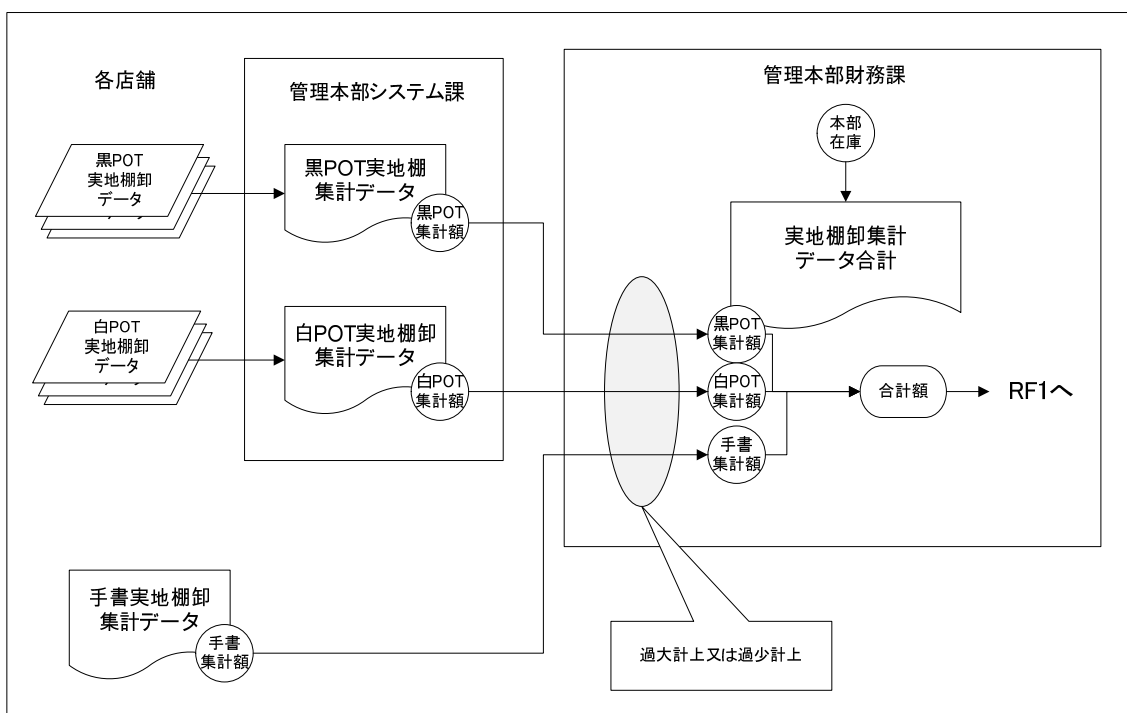 各店舗
管理本部システム課
管理本部財務課
本部
在庫
黒POT
実地棚卸
データ
黒POT実地棚
集計データ
黒POT
集計額
実地棚卸集計
データ合計
白POT
実地棚卸
データ
白POT実地棚卸
集計データ
白POT
集計額
黒POT
集計額
白POT
集計額
手書
集計額
合計額
RF1へ
手書実地棚卸
集計データ
手書
集計額
過大計上又は過少計上